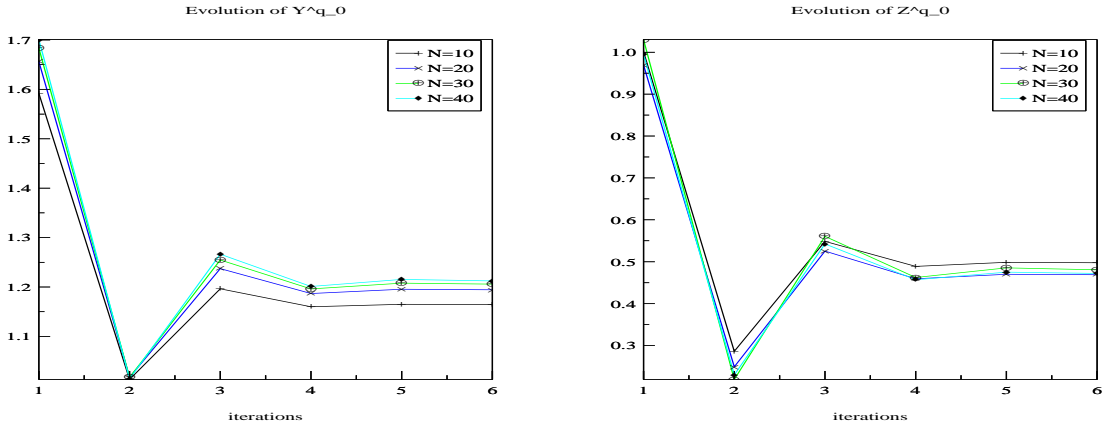 Evolution of Y^q_0
1.7
1.6
1.5
1.4
1.3
1.2
1.1
1 2 3 4 5 6
iterations
N=10
N=20
N=30
N=40
Evolution of Z^q_0
1.0
0.9
0.8
0.7
0.6
0.5
0.4
0.3
1 2 3 4 5 6
iterations
N=10
N=20
N=30
N=40